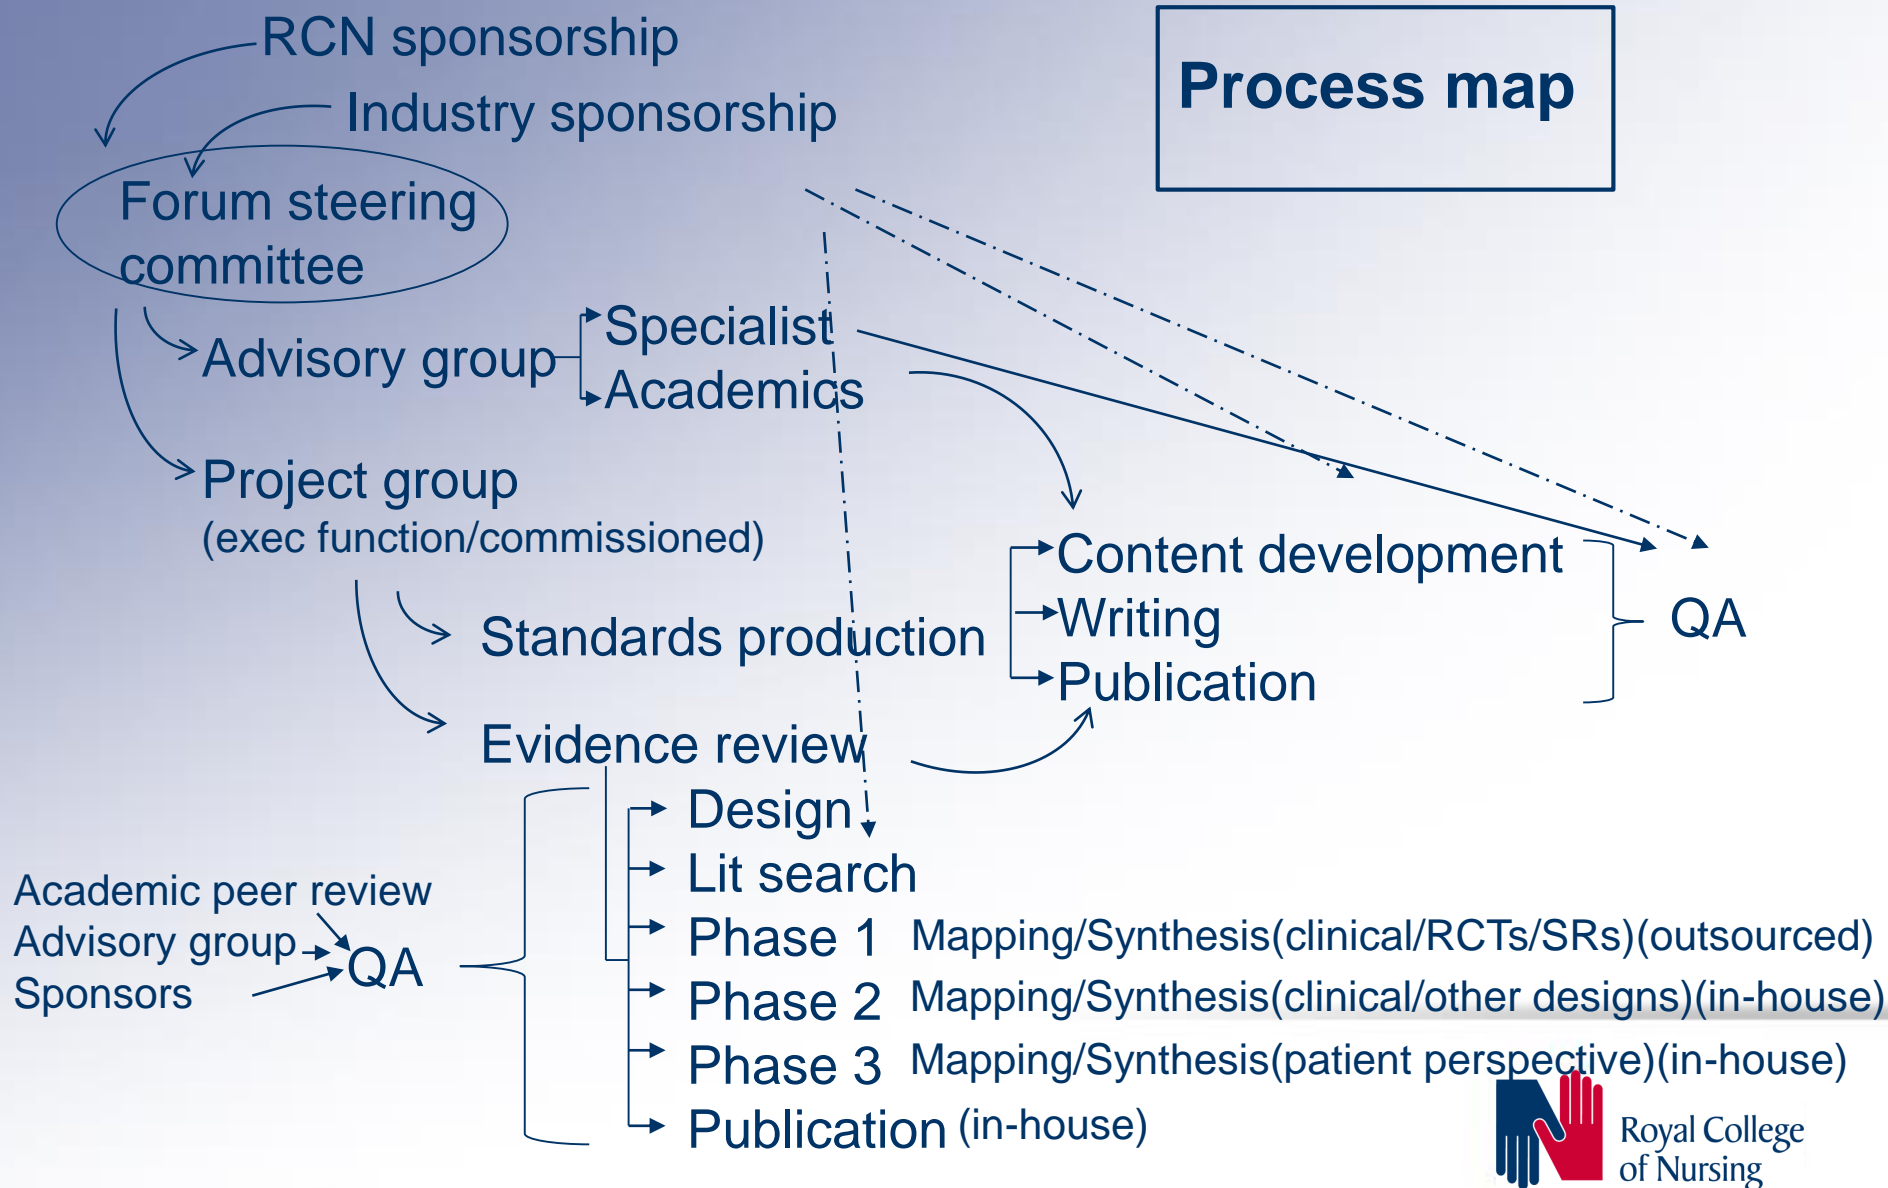 RCN sponsorship
Industry sponsorship
Process map
Forum steering
committee
Advisory group
Specialist
Academics
Project group
(exec function/commissioned)
Content development
Writing
Publication
QA
Standards production
Evidence review
Design
Lit search
Phase 1 Mapping/Synthesis(clinical/RCTs/SRs)(outsourced)
Phase 2 Mapping/Synthesis(clinical/other designs)(in-house)
Phase 3 Mapping/Synthesis(patient perspective)(in-house)
Publication (in-house)
Academic peer review
Advisory group
Sponsors
QA
Royal College
of Nursing